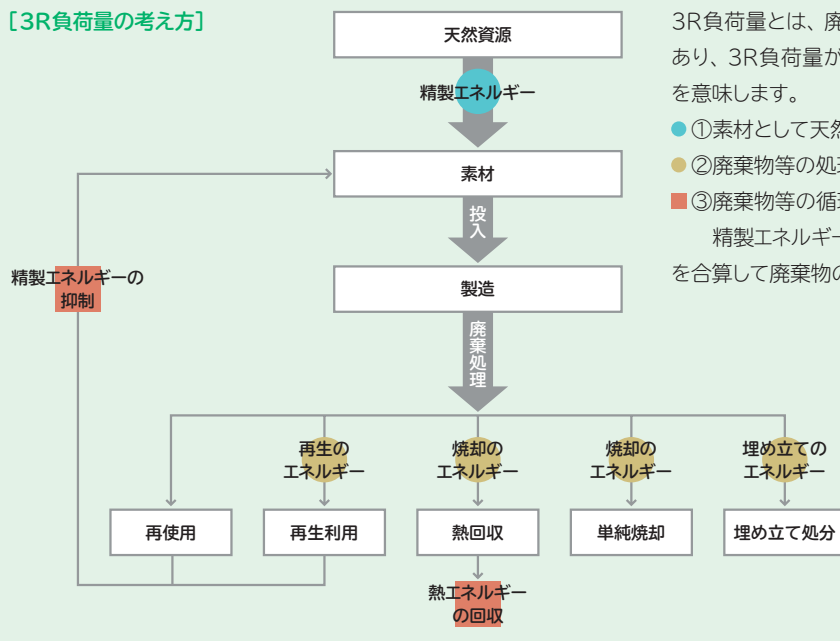 [3R負荷量の考え方]
3R負荷量とは、廃
あり、3R負荷量が
を意味します。
①素材として天然
②廃棄物等の処理
③廃棄物等の循環
精製エネルギー
を合算して廃棄物の
天然資源
精製エネルギー
素材
投入
製造
廃棄処理
精製エネルギーの
抑制
再生の
エネルギー
焼却の
エネルギー
焼却の
エネルギー
埋め立ての
エネルギー
再使用
再生利用
熱回収
単純焼却
埋め立て処分
熱エネルギー
の回収